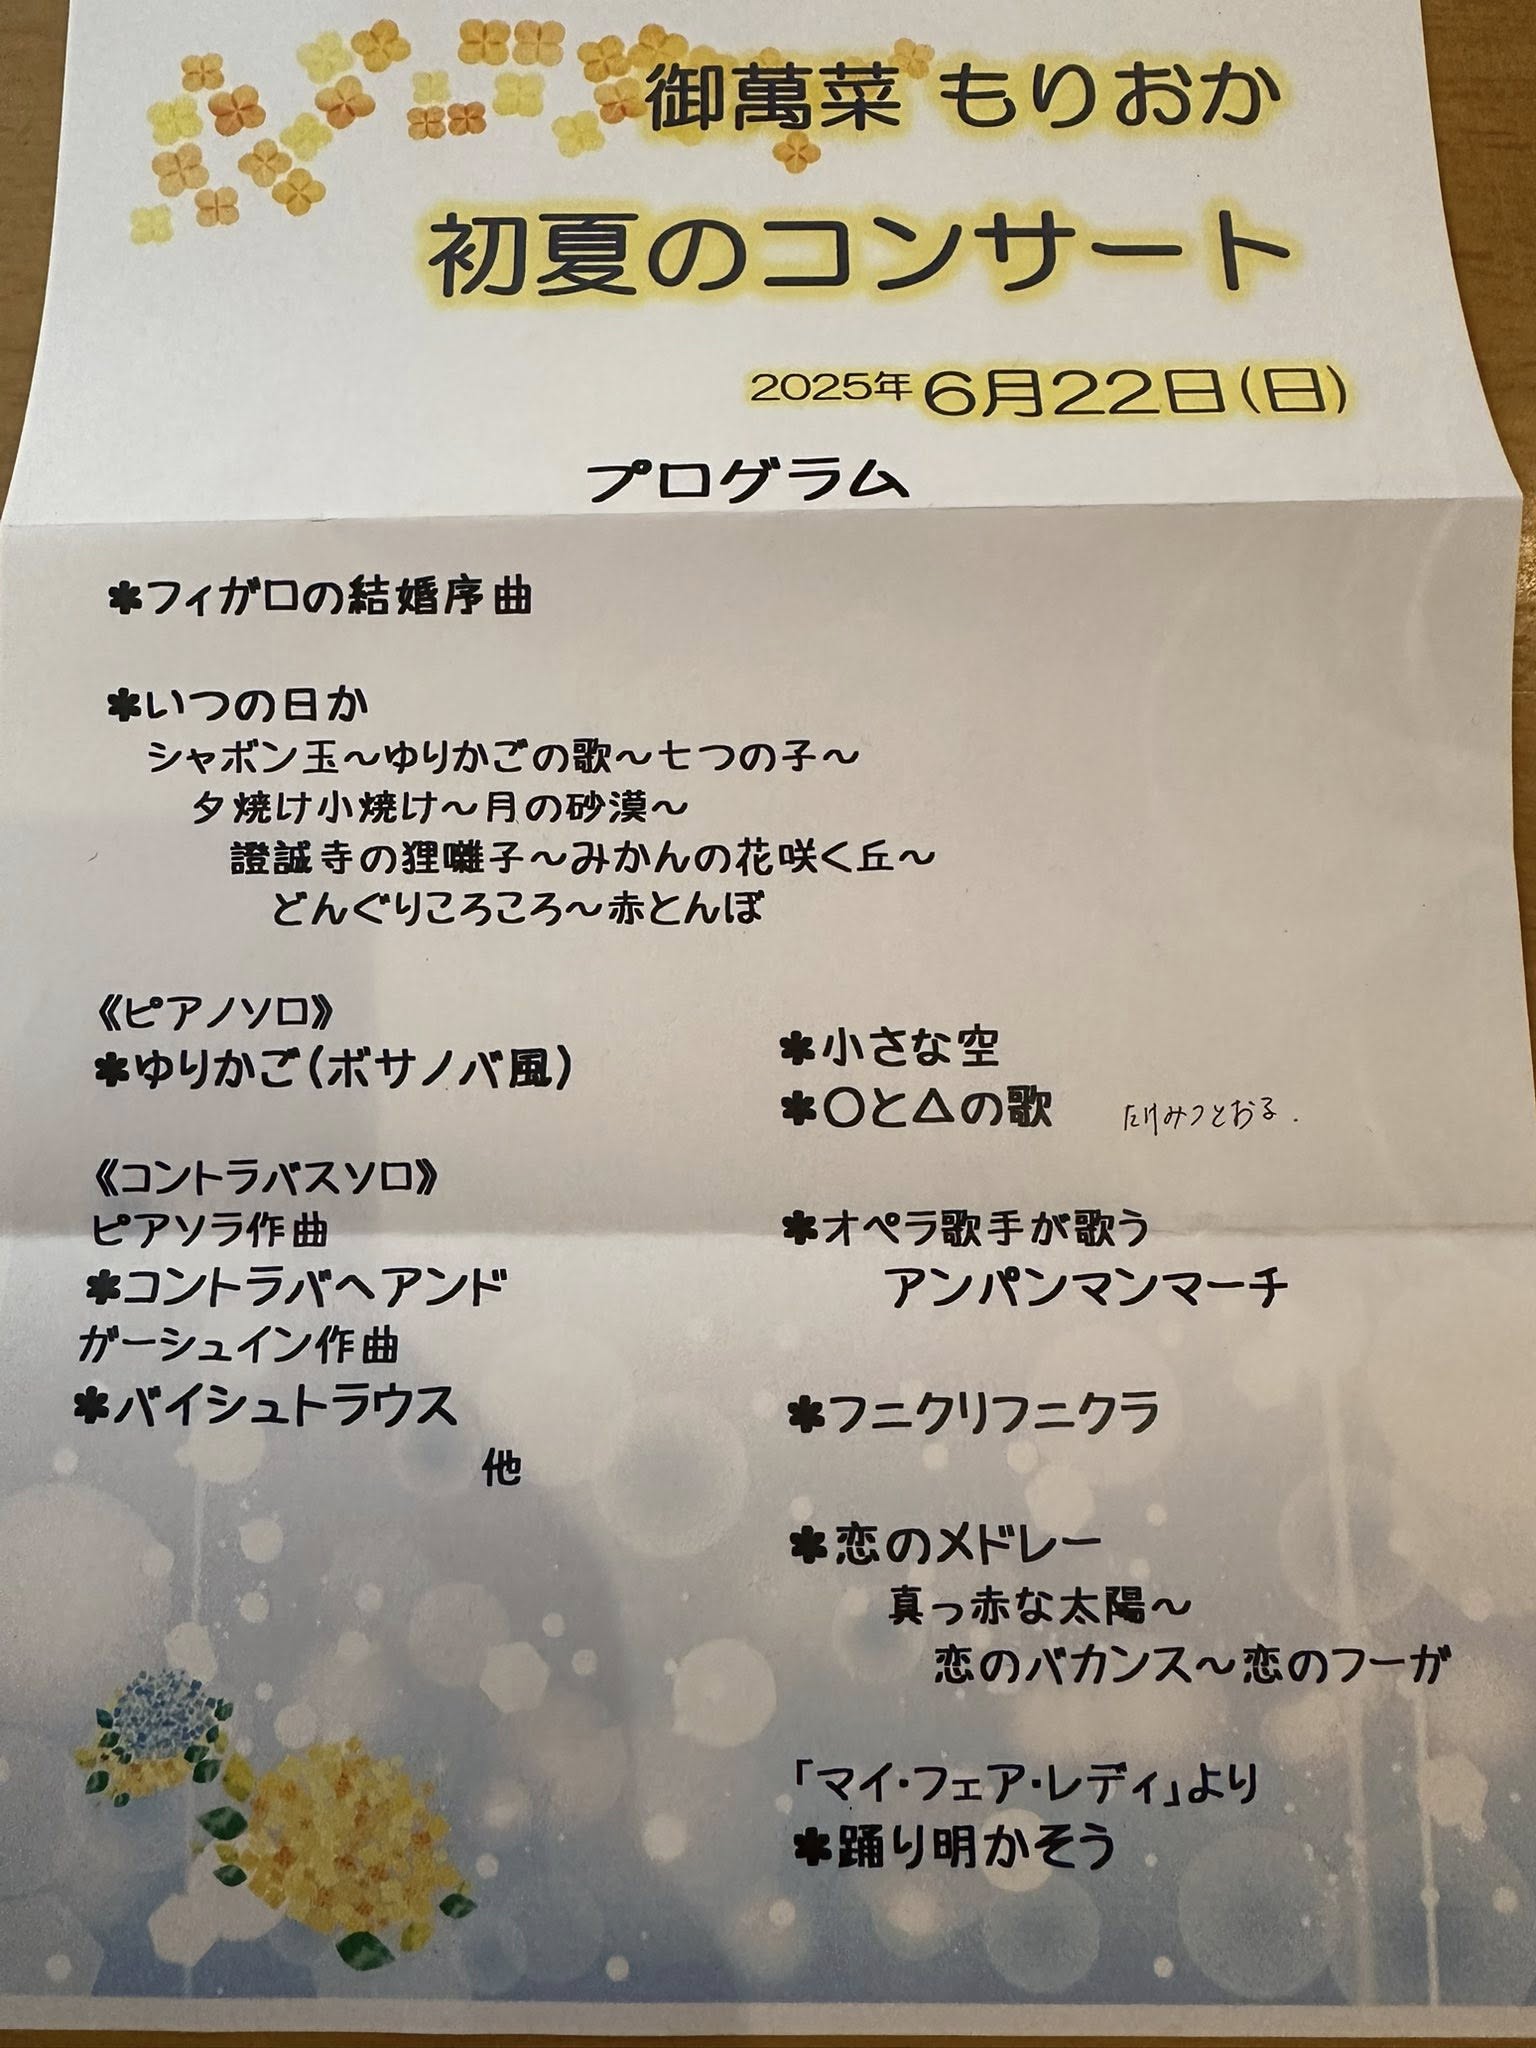 御萬菜 もりおか
初夏のコンサート
2025年 6月22日(日)
プログラム
✽フィガロの結婚序曲
✽いつの日か
シャボン玉～ゆりかごの歌～七つの子～
夕焼け小焼け～月の砂漠～
證誠寺の狸囃子～みかんの花咲く丘～
どんぐりころころ～赤とんぼ
《ピアノソロ》
✽ゆりかご(ボサノバ風)
《コントラバスソロ》
ピアソラ作曲
✽コントラバヘアンド
ガーシュイン作曲
✽バイシュトラウス
他
✽小さな空
✽〇と△の歌
みつとおる.
✽オペラ歌手が歌う
アンパンマンマーチ
✽フニクリフニクラ
✽恋のメドレー
真っ赤な太陽～
恋のバカンス～恋のフーガ
「マイ・フェア・レディ」より
✽踊り明かそう